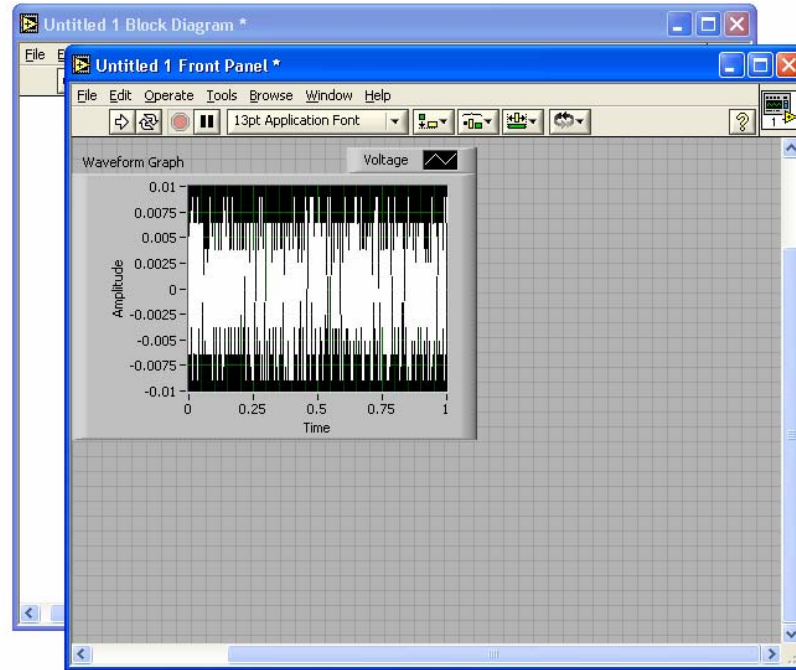 Untitled 1 Block Diagram *
File E
Untitled 1 Front Panel *
File Edit Operate Tools Browse Window Help
13pt Application Font
?
1
Waveform Graph
Voltage
0.01
0.0075
0.005
0.0025
0
-0.0025
-0.005
-0.0075
-0.01
Amplitude
0 0.25 0.5 0.75 1
Time